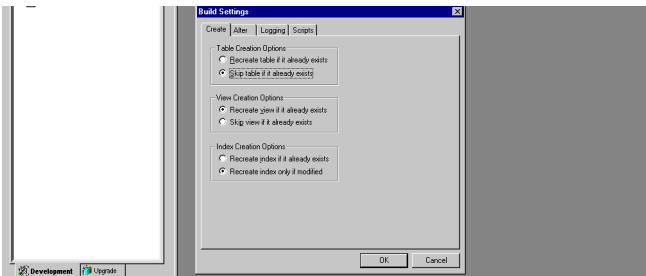 Build Settings
Create
Alter
Logging
Scripts
Table Creation Options
Recreate table if it already exists
Skip table if it already exists
View Creation Options
Recreate view if it already exists
Skip view if it already exists
Index Creation Options
Recreate index if it already exists
Recreate index only if modified
OK
Cancel
Development
Upgrade